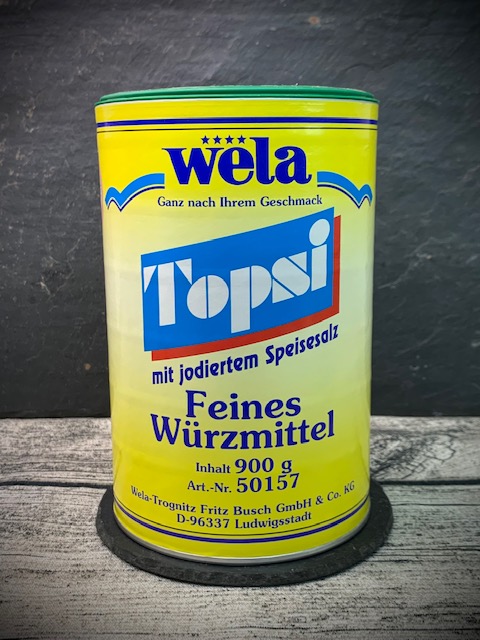 wela
Ganz nach Ihrem Geschmack
Topsi
mit jodiertem Speisesalz
Feines
Würzmittel
Inhalt 900 g
Art.-Nr. 50157
Wela-Trognitz Fritz Busch GmbH & Co. KG
D-96337 Ludwigsstadt